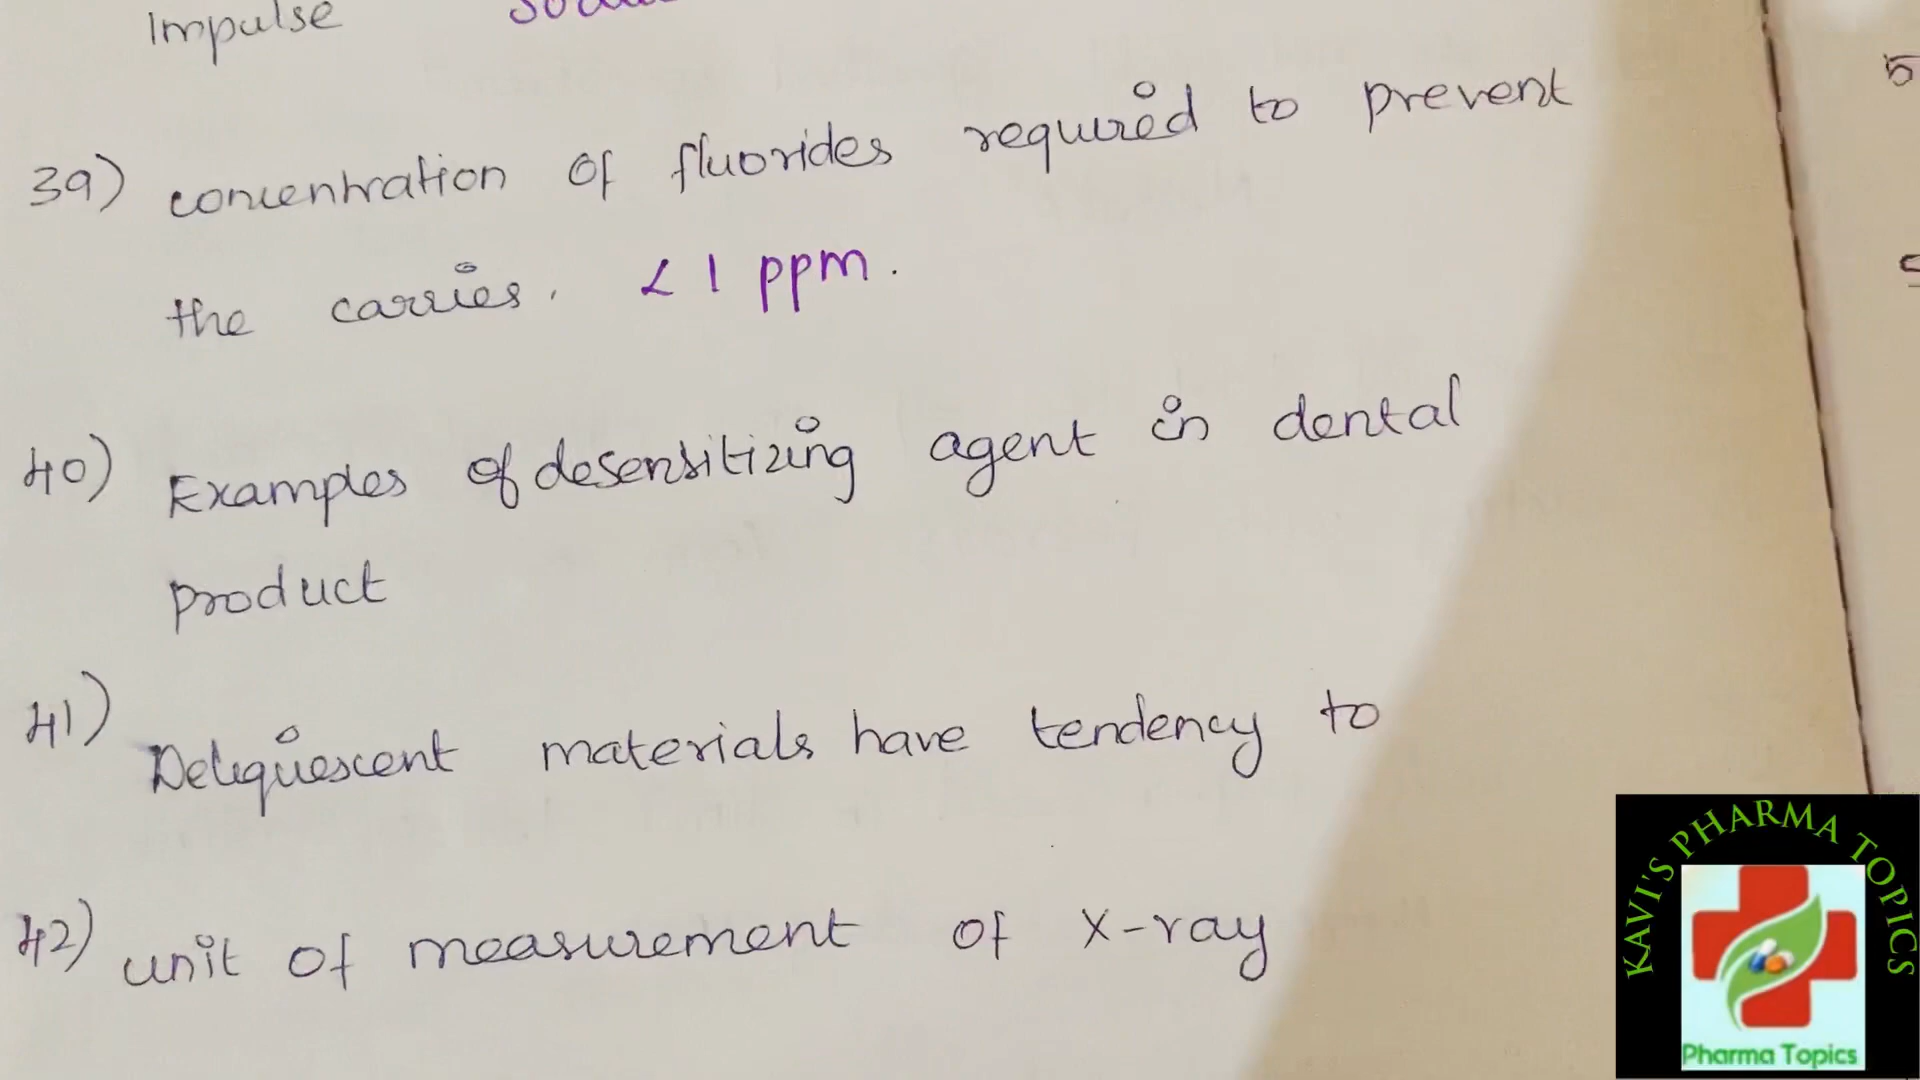 Impulse
39) concentration of fluorides required to prevent
the carries. < 1 ppm.
40) Examples of desensitizing agent in dental
product
41) Deliquescent materials have tendency to
42) unit of measurement of X-ray
KAVI'S PHARMA TOPICS
Pharma Topics